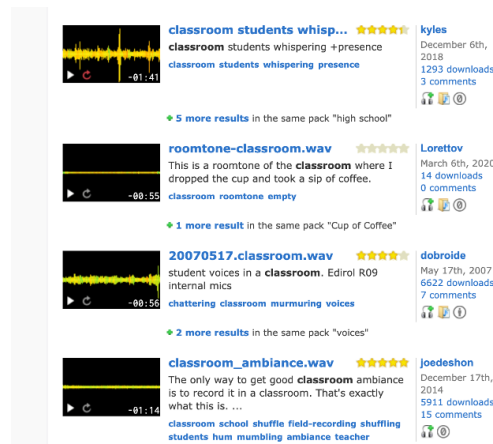 classroom students whisp...
kyles
classroom students whispering +presence
December 6th,
2018
classroom students whispering presence
1293 downloads
3 comments
-01:41
5 more results in the same pack "high school"
roomtone-classroom.wav
Lorettov
This is a roomtone of the classroom where I
dropped the cup and took a sip of coffee.
March 6th, 2020
14 downloads
0 comments
classroom roomtone empty
-00:55
1 more result in the same pack "Cup of Coffee"
20070517.classroom.wav
dobroide
student voices in a classroom. Edirol R09
internal mics
May 17th, 2007
6622 downloads
7 comments
chattering classroom murmuring voices
-00:56
2 more results in the same pack "voices"
classroom_ambiance.wav
joedeshon
The only way to get good classroom ambiance
is to record it in a classroom. That's exactly
what this is. ...
December 17th,
2014
5911 downloads
15 comments
-01:14
classroom school shuffle field-recording shuffling
students hum mumbling ambiance teacher